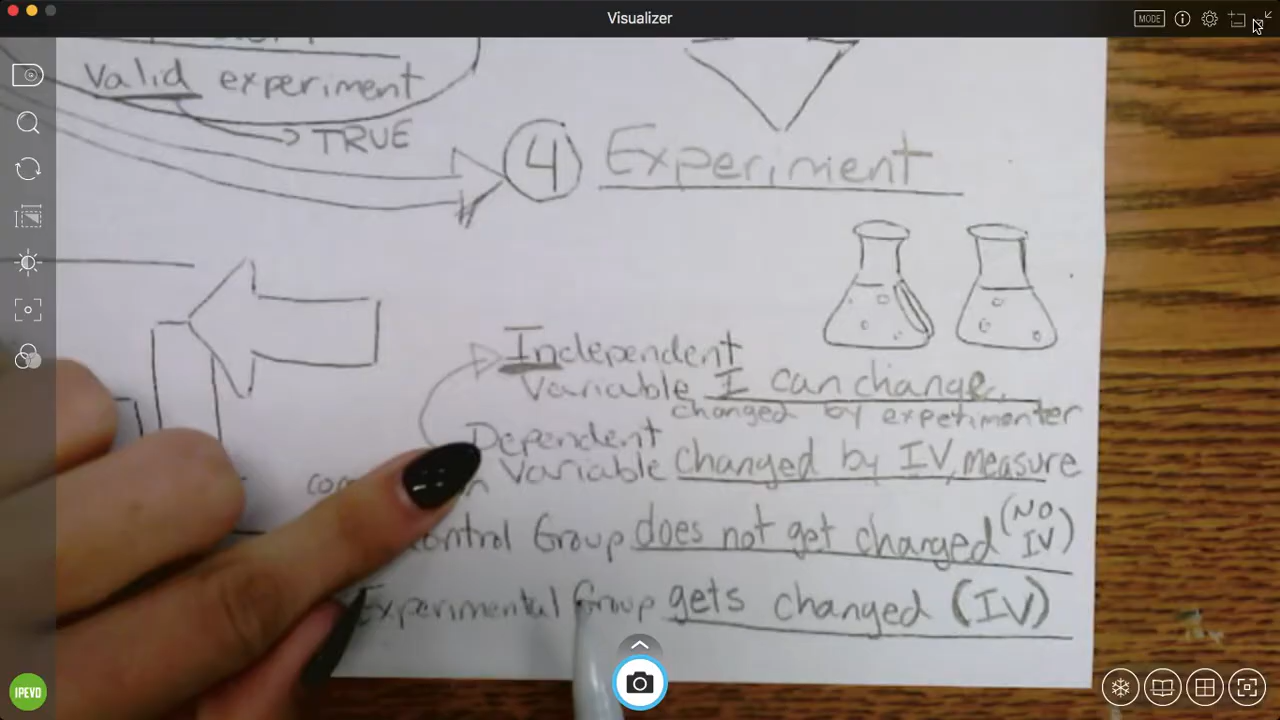 Visualizer
MODE
valid experiment
TRUE
4 Experiment
Independent
Variable I can change.
changed by experimenter
Dependent
Variable changed by IV, measure
control Group does not get changed (NO IV)
Experimental Group gets changed (IV)
IPEVO